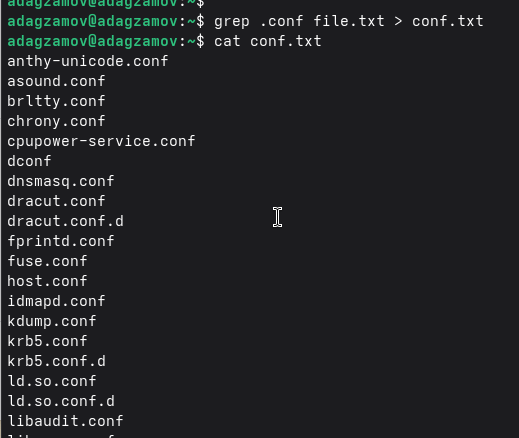 adagzamov@adagzamov:~$
adagzamov@adagzamov:~$ grep .conf file.txt > conf.txt
adagzamov@adagzamov:~$ cat conf.txt
anthy-unicode.conf
asound.conf
brltty.conf
chrony.conf
cpupower-service.conf
dconf
dnsmasq.conf
dracut.conf
dracut.conf.d
fprintd.conf
fuse.conf
host.conf
idmapd.conf
kdump.conf
krb5.conf
krb5.conf.d
ld.so.conf
ld.so.conf.d
libaudit.conf